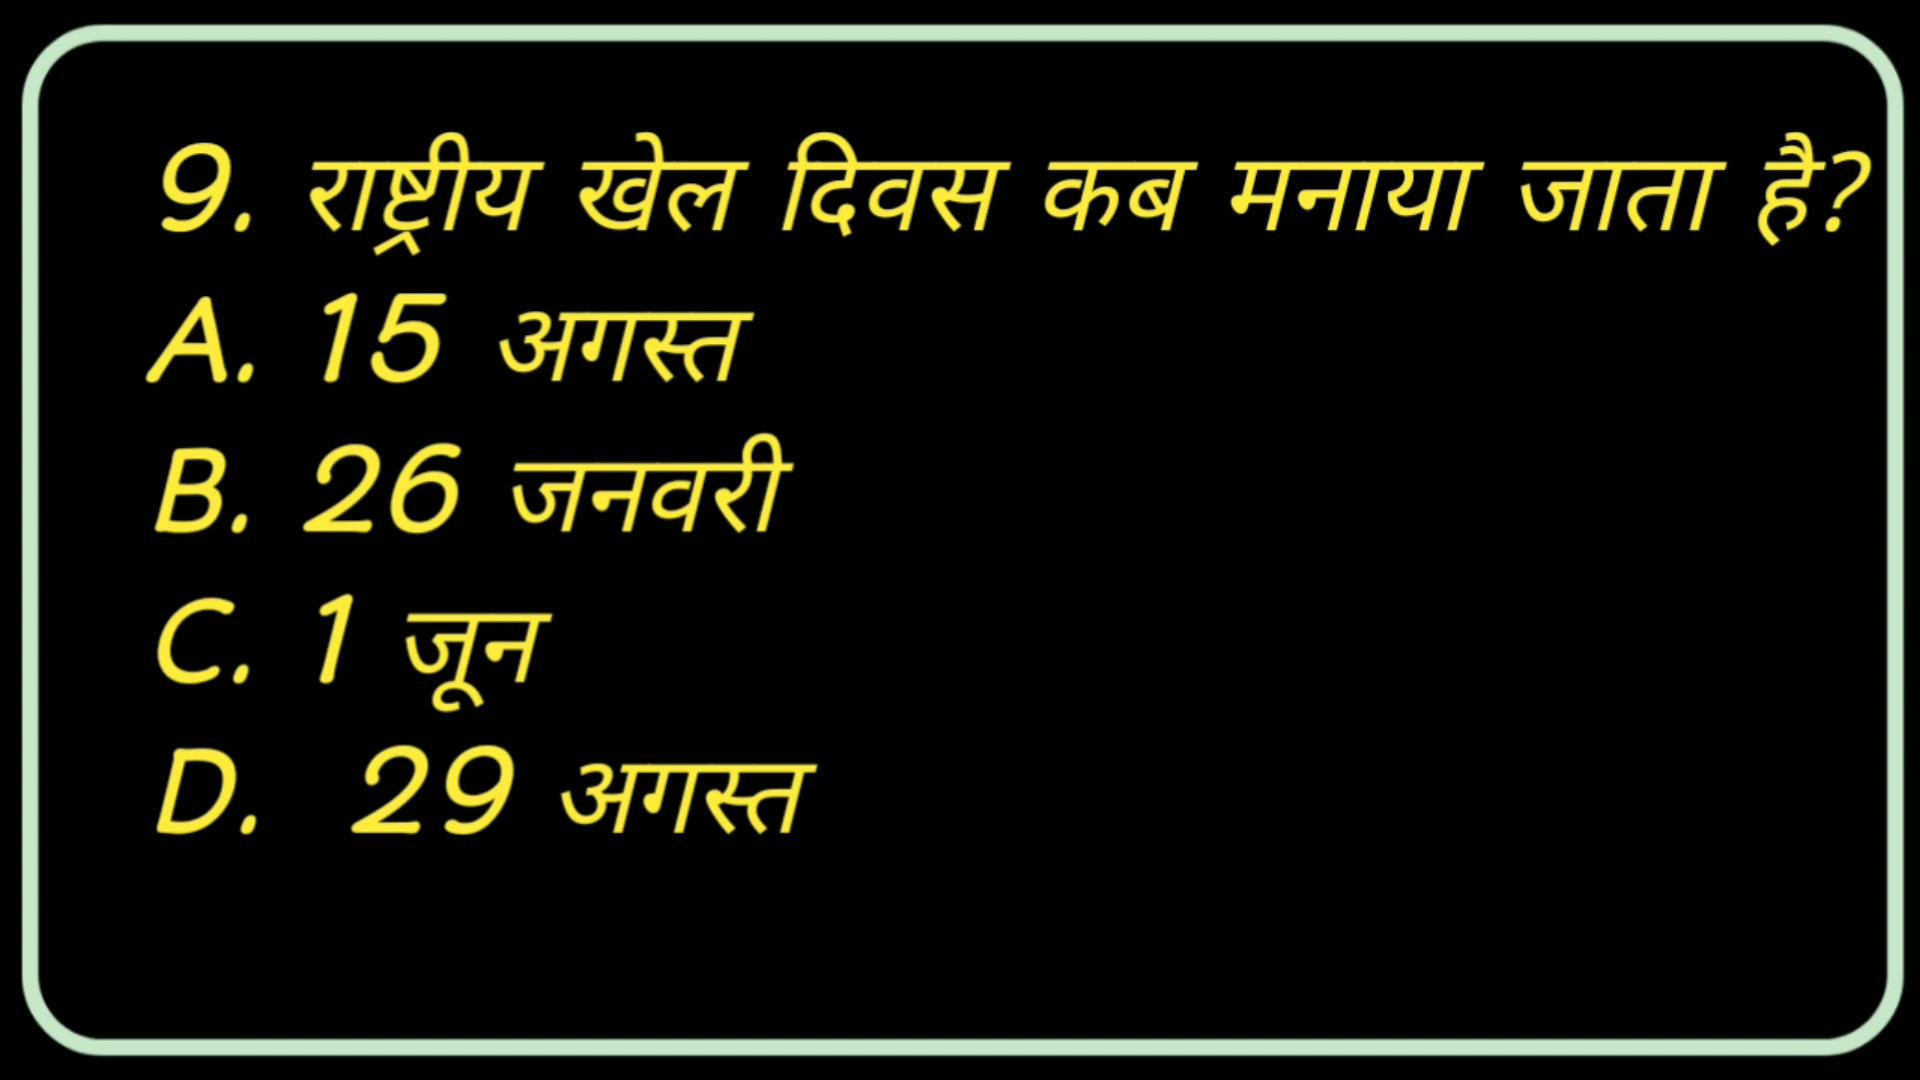 9. राष्ट्रीय खेल दिवस कब मनाया जाता है?
A. 15 अगस्त
B. 26 जनवरी
C. 1 जून
D. 29 अगस्त